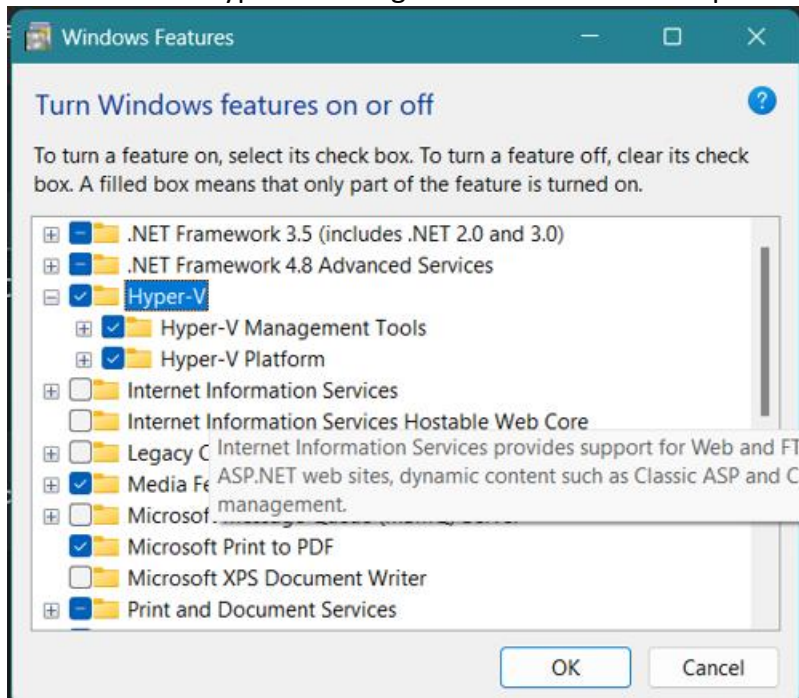 Windows Features
Turn Windows features on or off
To turn a feature on, select its check box. To turn a feature off, clear its check
box. A filled box means that only part of the feature is turned on.
.NET Framework 3.5 (includes .NET 2.0 and 3.0)
.NET Framework 4.8 Advanced Services
Hyper-V
Hyper-V Management Tools
Hyper-V Platform
Internet Information Services
Internet Information Services Hostable Web Core
Legacy C
Internet Information Services provides support for Web and FT
Media Fe
ASP.NET web sites, dynamic content such as Classic ASP and C
management.
Microsof
Microsoft Print to PDF
Microsoft XPS Document Writer
Print and Document Services
OK
Cancel